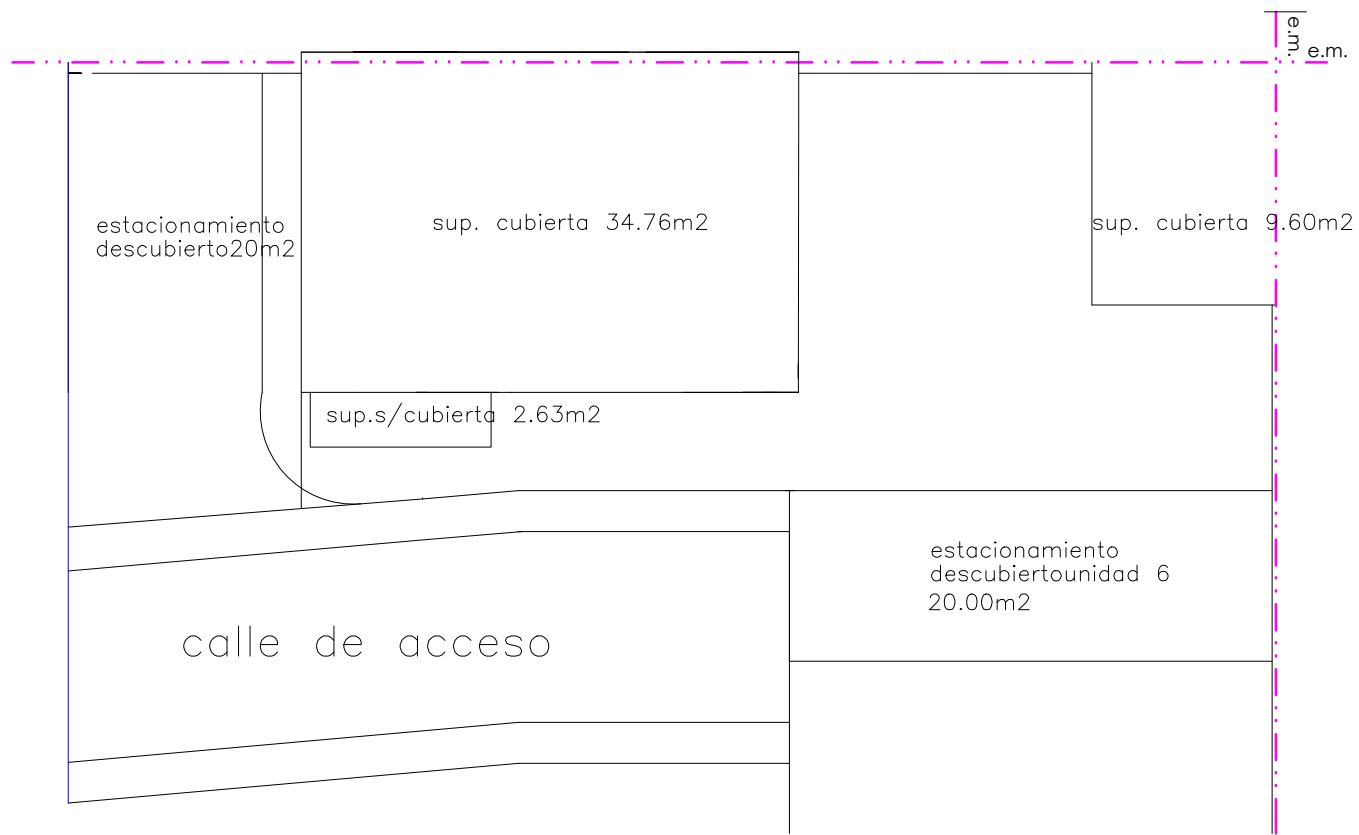 e.m.
e.m.
estacionamiento
descubierto20m2
sup. cubierta 34.76m2
sup. cubierta 9.60m2
sup.s/cubierta 2.63m2
estacionamiento
descubiertounidad 6
20.00m2
calle de acceso